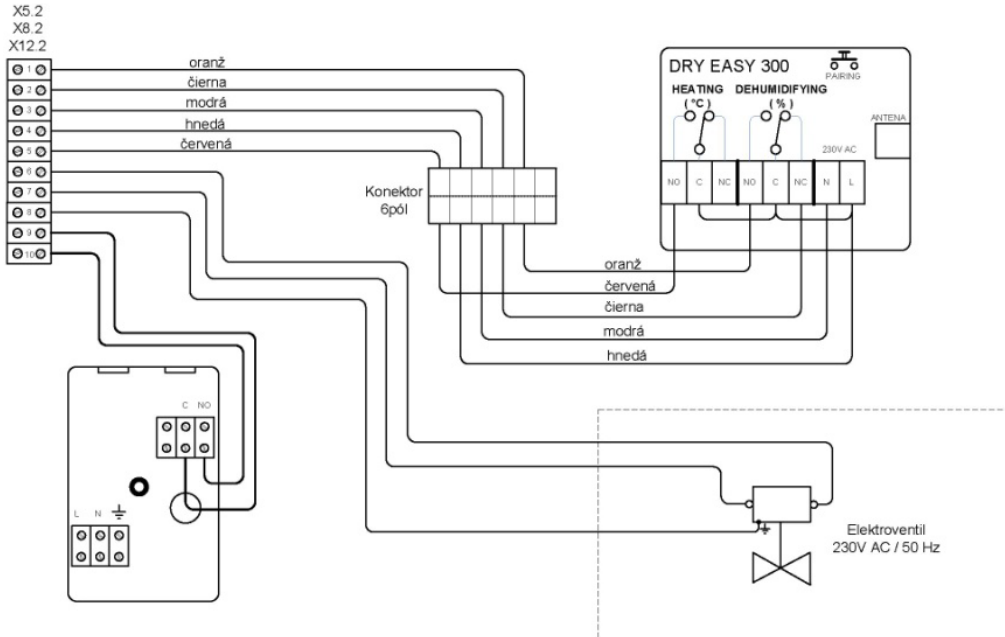 X5.2
X8.2
X12.2
1
2
3
4
5
6
7
8
9
10
oranž
čierna
modrá
hnedá
červená
Konektor
6pól
DRY EASY 300
PAIRING
HEATING DEHUMIDIFYING
(°C) (%)
ANTENA
230V AC
NO C NC NO C NC N L
oranž
červená
čierna
modrá
hnedá
C NO
L N
Elektroventil
230V AC / 50 Hz